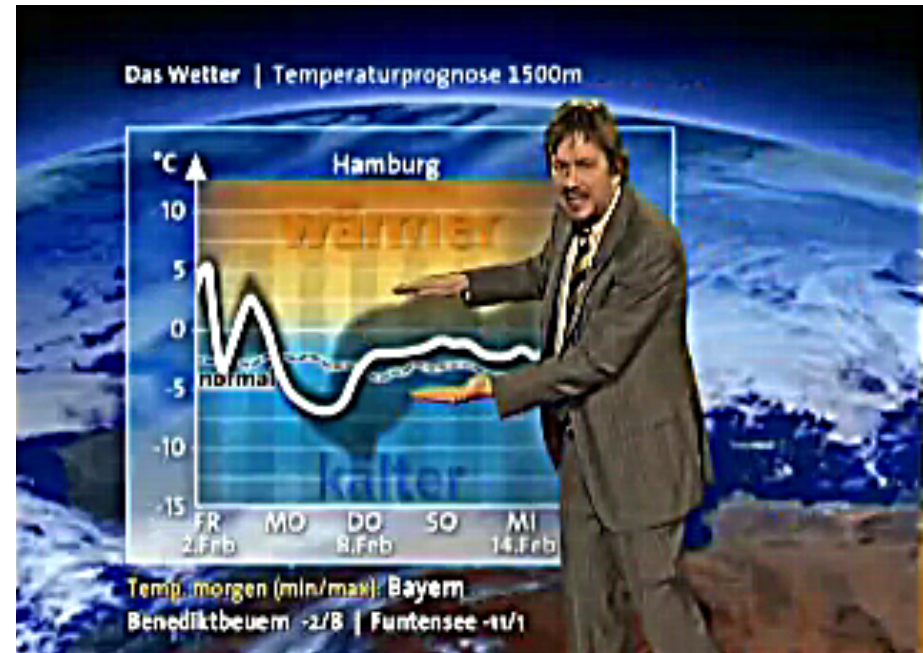 Das Wetter | Temperaturprognose 1500m
°C
Hamburg
10
wärmer
5
0
normal
-5
-10
kälter
-15
FR MO DO SO MI
2.Feb 8.Feb 14.Feb
Temp. morgen (min/max): Bayern
Benediktbeuern -2/8 | Funtensee -11/1